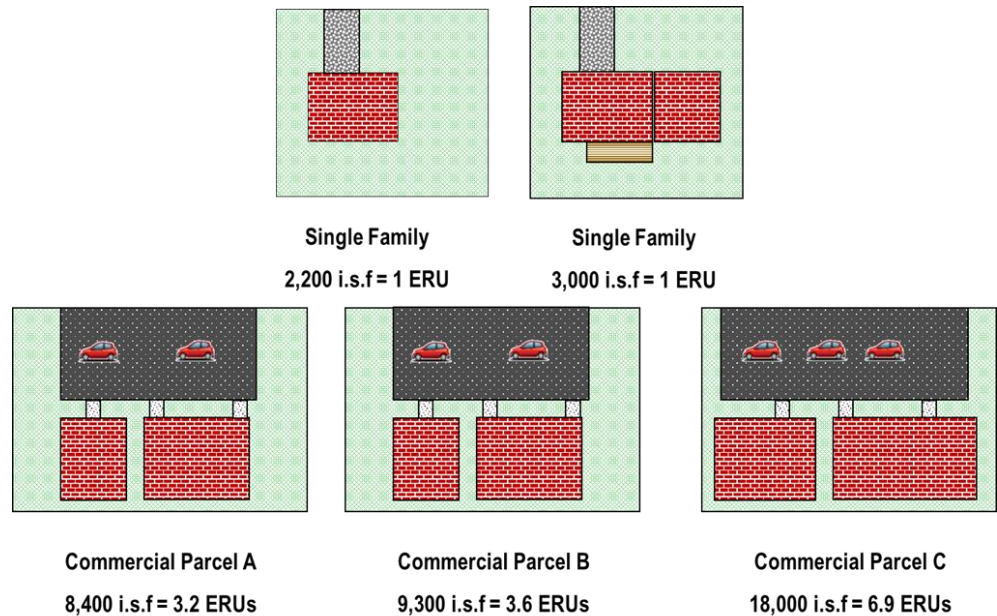 Single Family
2,200 i.s.f = 1 ERU
Single Family
3,000 i.s.f = 1 ERU
Commercial Parcel A
8,400 i.s.f = 3.2 ERUs
Commercial Parcel B
9,300 i.s.f = 3.6 ERUs
Commercial Parcel C
18,000 i.s.f = 6.9 ERUs